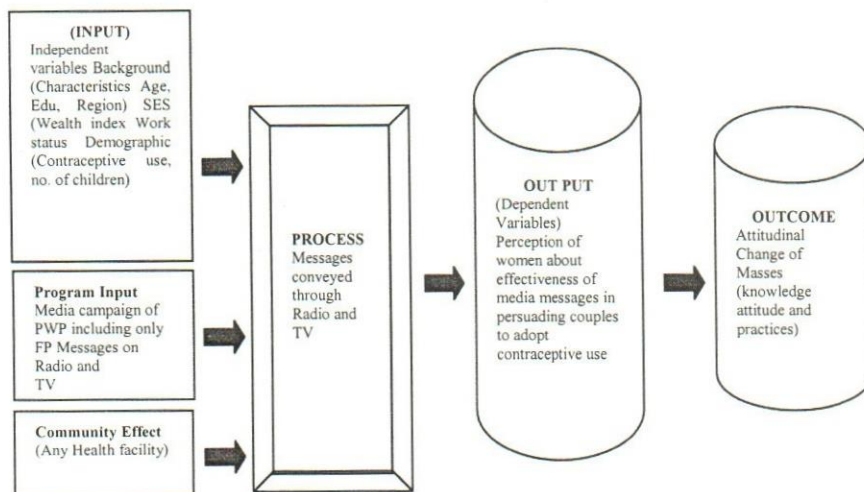 (INPUT)
Independent
variables Background
(Characteristics Age,
Edu, Region) SES
(Wealth index Work
status Demographic
(Contraceptive use,
no. of children)
Program Input
Media campaign of
PWP including only
FP Messages on
Radio and
TV
Community Effect
(Any Health facility)
PROCESS
Messages
conveyed
through
Radio and
TV
OUT PUT
(Dependent
Variables)
Perception of
women about
effectiveness of
media messages in
persuading couples
to adopt
contraceptive use
OUTCOME
Attitudinal
Change of
Masses
(knowledge
attitude and
practices)